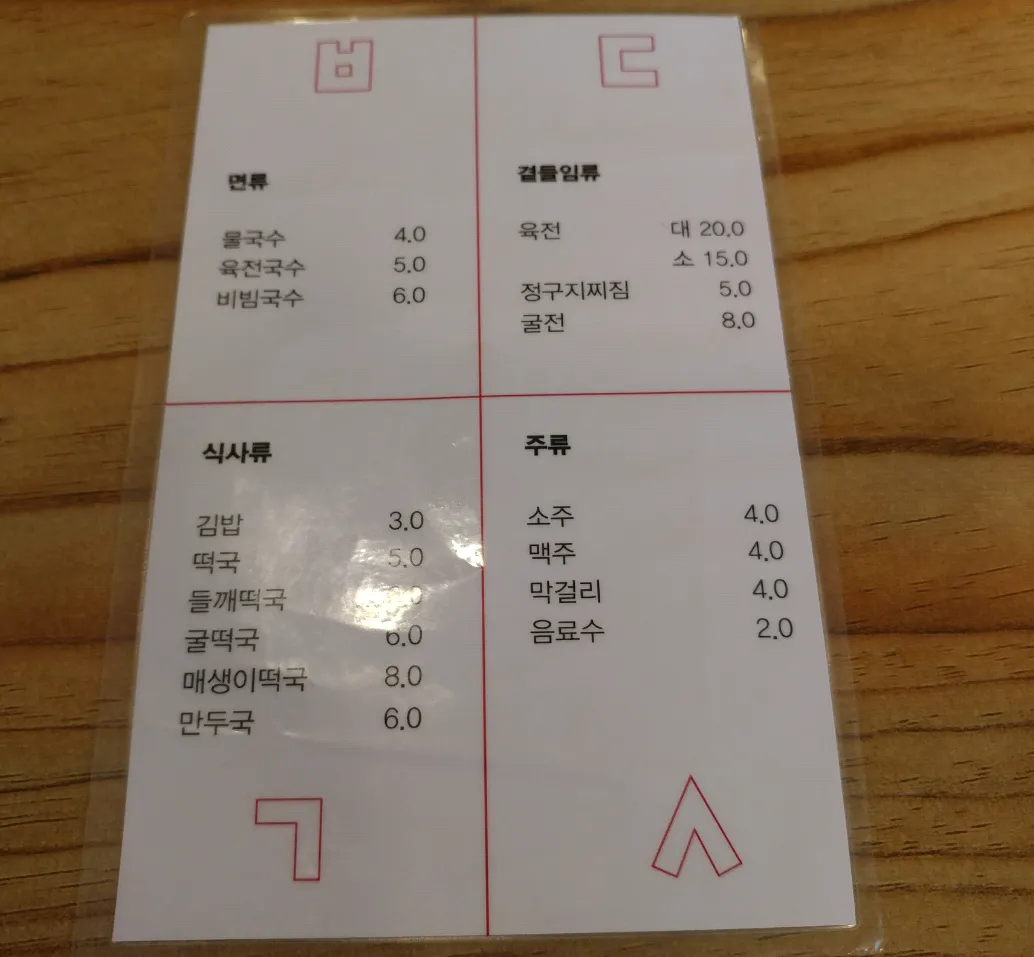 ㅂ
ㄷ
면류
물국수 4.0
육전국수 5.0
비빔국수 6.0
곁들임류
육전 대 20.0
소 15.0
정구지찌짐 5.0
굴전 8.0
식사류
김밥 3.0
떡국 5.0
들깨떡국
굴떡국 6.0
매생이떡국 8.0
만두국 6.0
주류
소주 4.0
맥주 4.0
막걸리 4.0
음료수 2.0
ㄱ
ㅅ